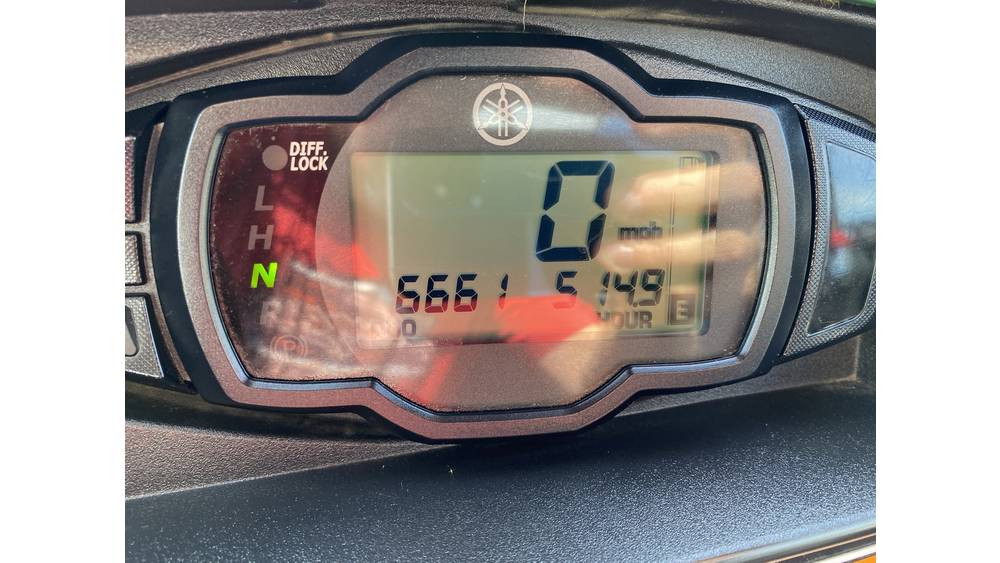 DIFF.
LOCK
L
0 mph
H
N
6661 5149
R
O HOUR E
P